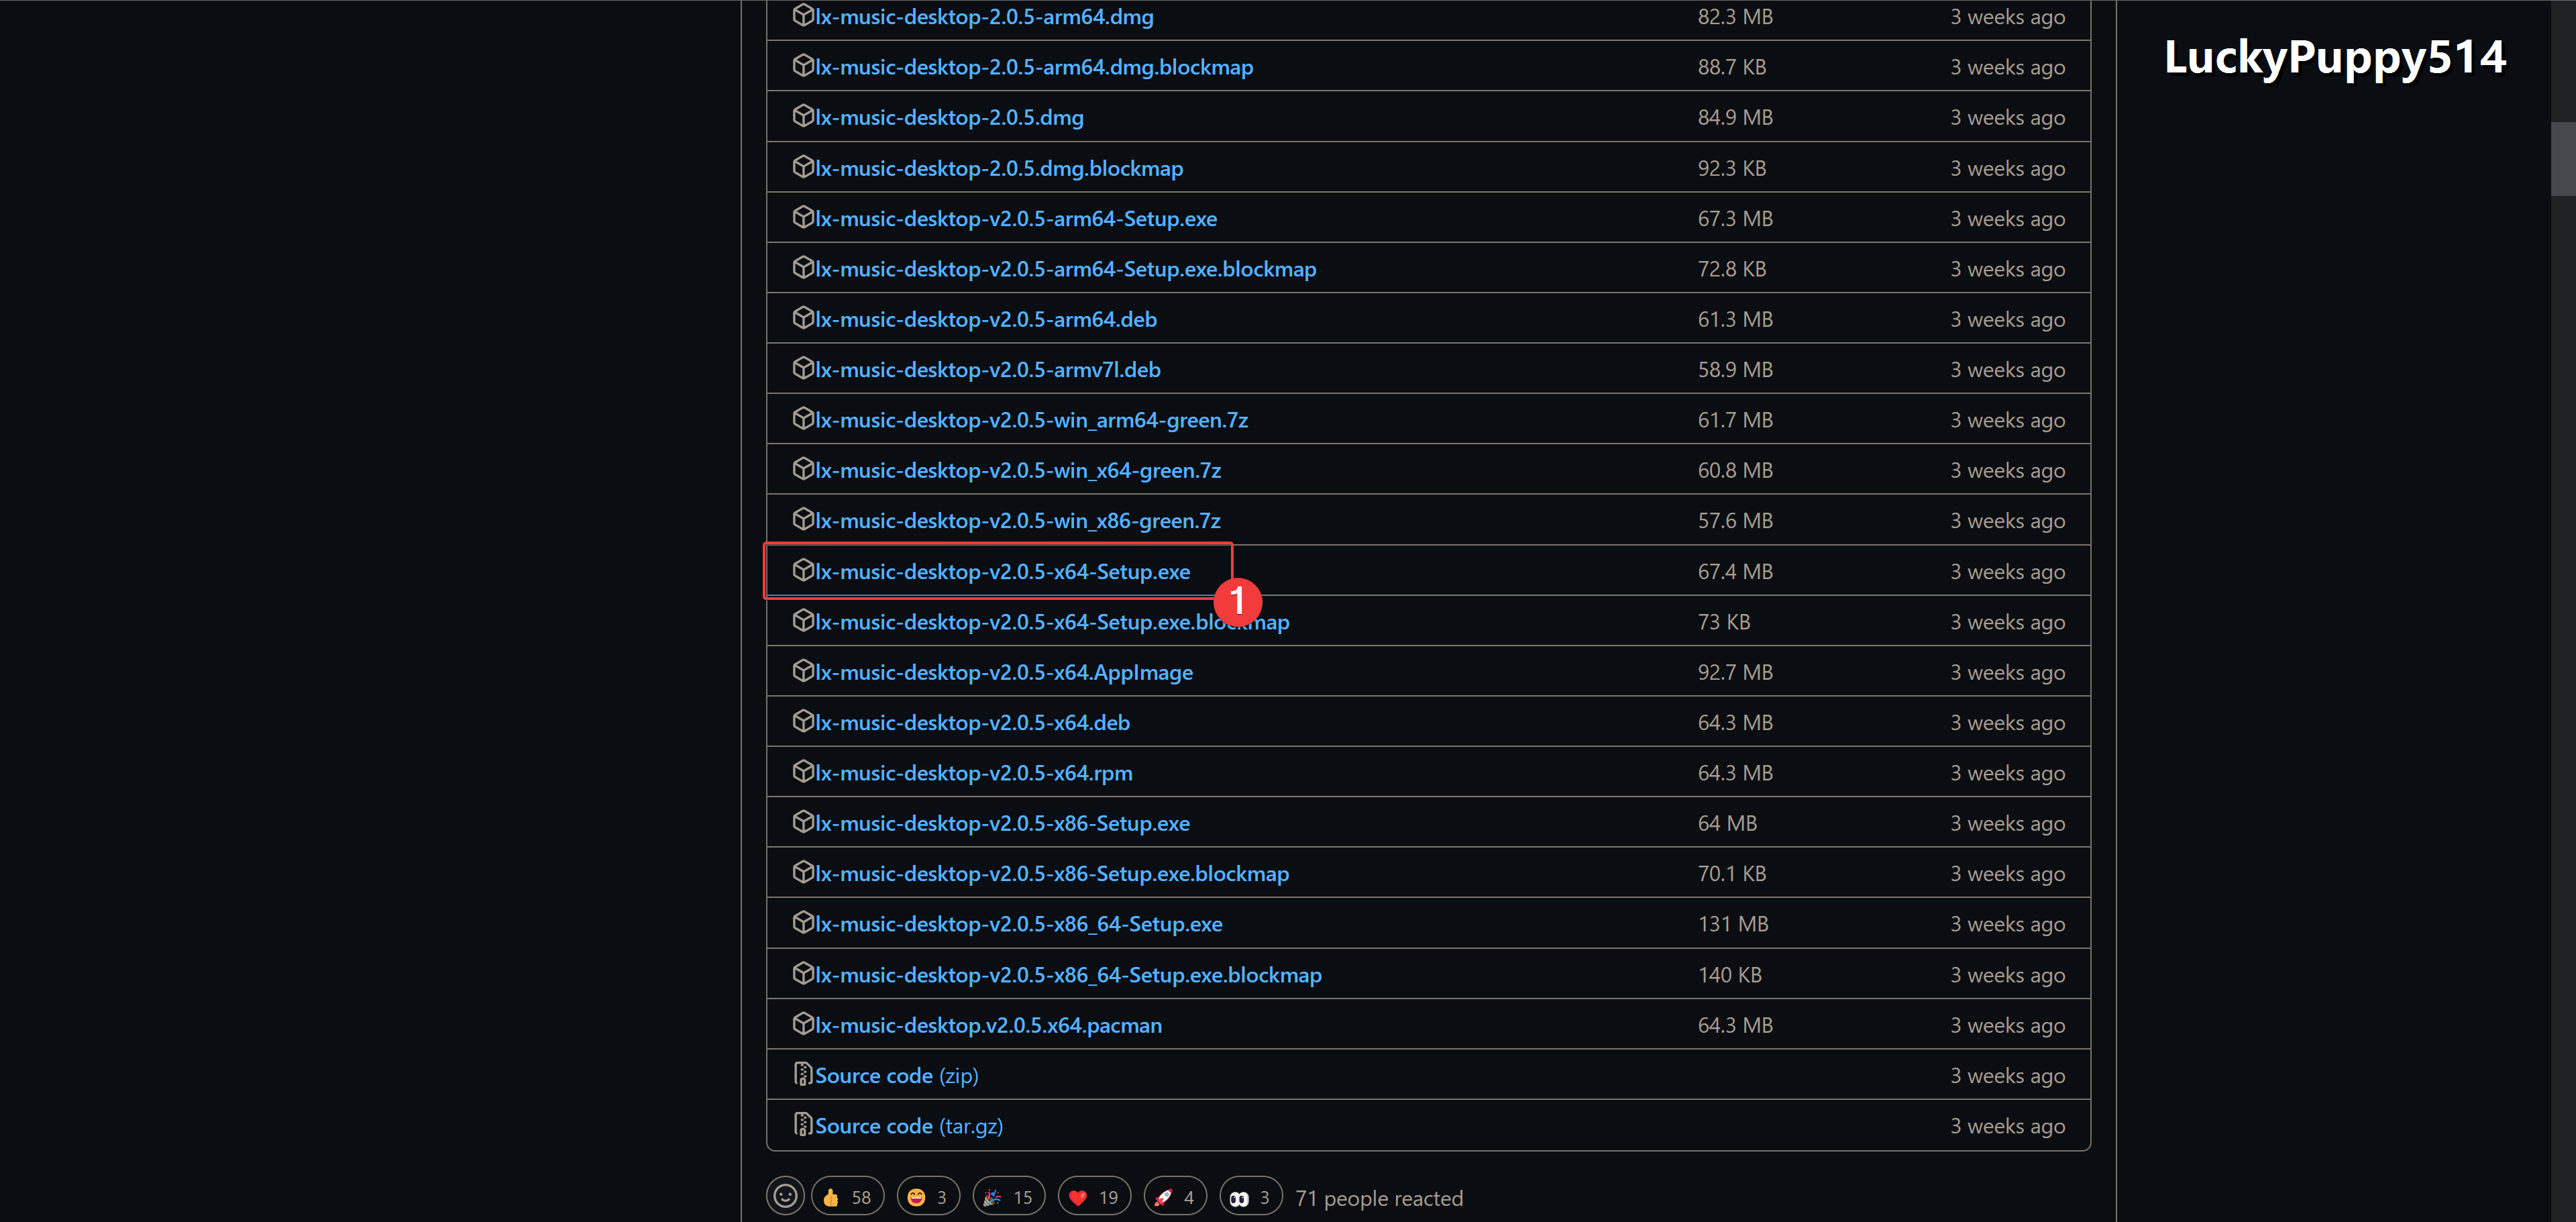 lx-music-desktop-2.0.5-arm64.dmg 82.3 MB 3 weeks ago
LuckyPuppy514
lx-music-desktop-2.0.5-arm64.dmg.blockmap 88.7 KB 3 weeks ago
lx-music-desktop-2.0.5.dmg 84.9 MB 3 weeks ago
lx-music-desktop-2.0.5.dmg.blockmap 92.3 KB 3 weeks ago
lx-music-desktop-v2.0.5-arm64-Setup.exe 67.3 MB 3 weeks ago
lx-music-desktop-v2.0.5-arm64-Setup.exe.blockmap 72.8 KB 3 weeks ago
lx-music-desktop-v2.0.5-arm64.deb 61.3 MB 3 weeks ago
lx-music-desktop-v2.0.5-armv7l.deb 58.9 MB 3 weeks ago
lx-music-desktop-v2.0.5-win_arm64-green.7z 61.7 MB 3 weeks ago
lx-music-desktop-v2.0.5-win_x64-green.7z 60.8 MB 3 weeks ago
lx-music-desktop-v2.0.5-win_x86-green.7z 57.6 MB 3 weeks ago
lx-music-desktop-v2.0.5-x64-Setup.exe 67.4 MB 3 weeks ago
1
lx-music-desktop-v2.0.5-x64-Setup.exe.blockmap 73 KB 3 weeks ago
lx-music-desktop-v2.0.5-x64.AppImage 92.7 MB 3 weeks ago
lx-music-desktop-v2.0.5-x64.deb 64.3 MB 3 weeks ago
lx-music-desktop-v2.0.5-x64.rpm 64.3 MB 3 weeks ago
lx-music-desktop-v2.0.5-x86-Setup.exe 64 MB 3 weeks ago
lx-music-desktop-v2.0.5-x86-Setup.exe.blockmap 70.1 KB 3 weeks ago
lx-music-desktop-v2.0.5-x86_64-Setup.exe 131 MB 3 weeks ago
lx-music-desktop-v2.0.5-x86_64-Setup.exe.blockmap 140 KB 3 weeks ago
lx-music-desktop.v2.0.5.x64.pacman 64.3 MB 3 weeks ago
Source code (zip) 3 weeks ago
Source code (tar.gz) 3 weeks ago
58 3 15 19 4 3 71 people reacted